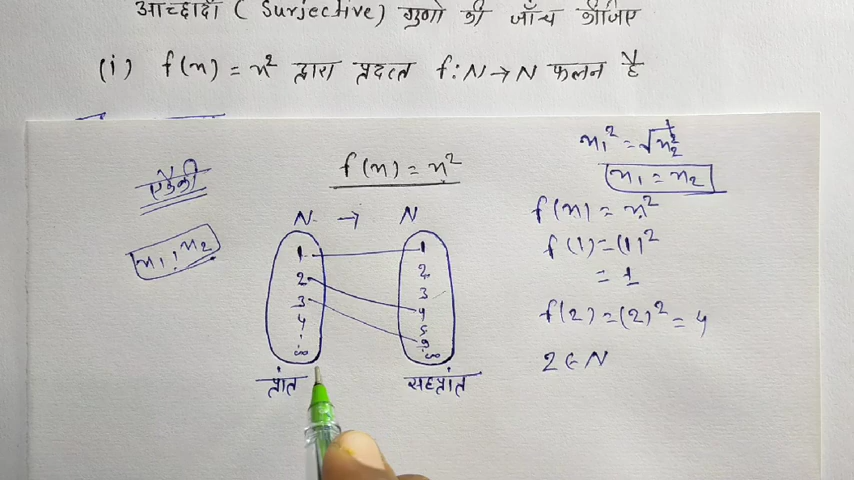 आच्छादी (Surjective) गुणों की जाँच कीजिए
(i) f(x) = x² द्वारा प्रदत्त f: N → N फलन है
एकैकी
x₁, x₂
f(x) = x²
N → N
1 1
2 2
3 3
4 4
5
9
∞ ∞
प्रांत सहप्रांत
x₁² = √x₂²
x₁ = x₂
f(x) = x²
f(1) = (1)²
= 1
f(2) = (2)² = 4
2 ∈ N